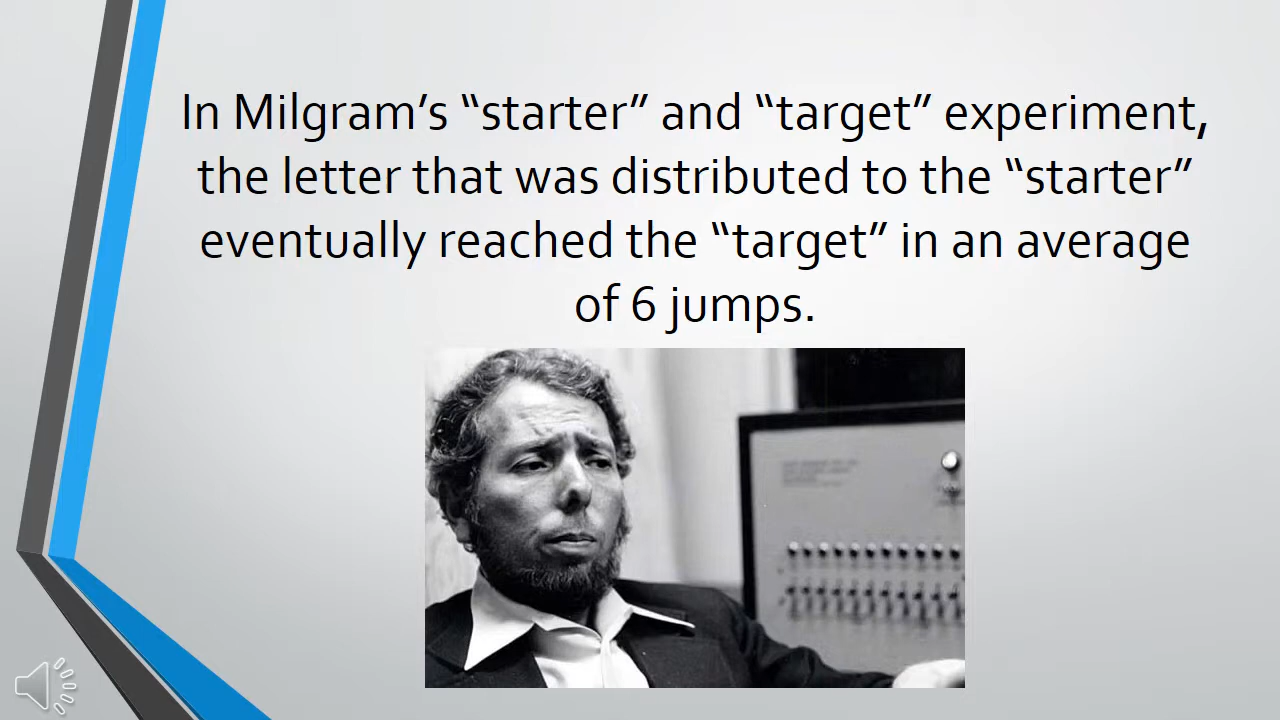 In Milgram’s “starter” and “target” experiment,
the letter that was distributed to the “starter”
eventually reached the “target” in an average
of 6 jumps.